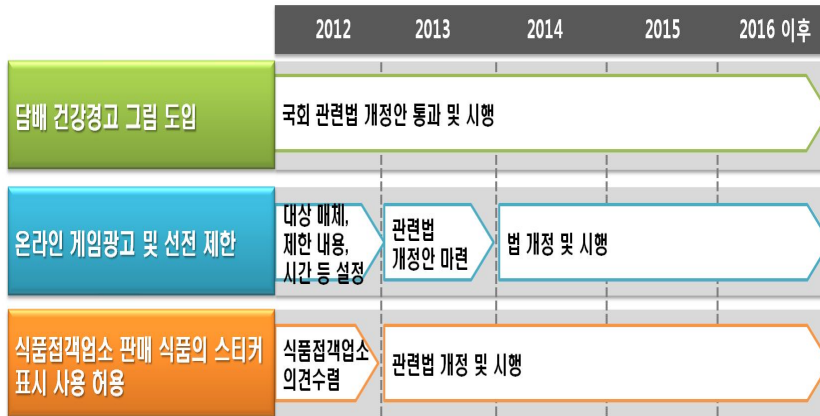 2012 2013 2014 2015 2016 이후
담배 건강경고 그림 도입
국회 관련법 개정안 통과 및 시행
온라인 게임광고 및 선전 제한
대상 매체,
제한 내용,
시간 등 설정
관련법
개정안 마련
법 개정 및 시행
식품접객업소 판매 식품의 스티커
표시 사용 허용
식품접객업소
의견수렴
관련법 개정 및 시행